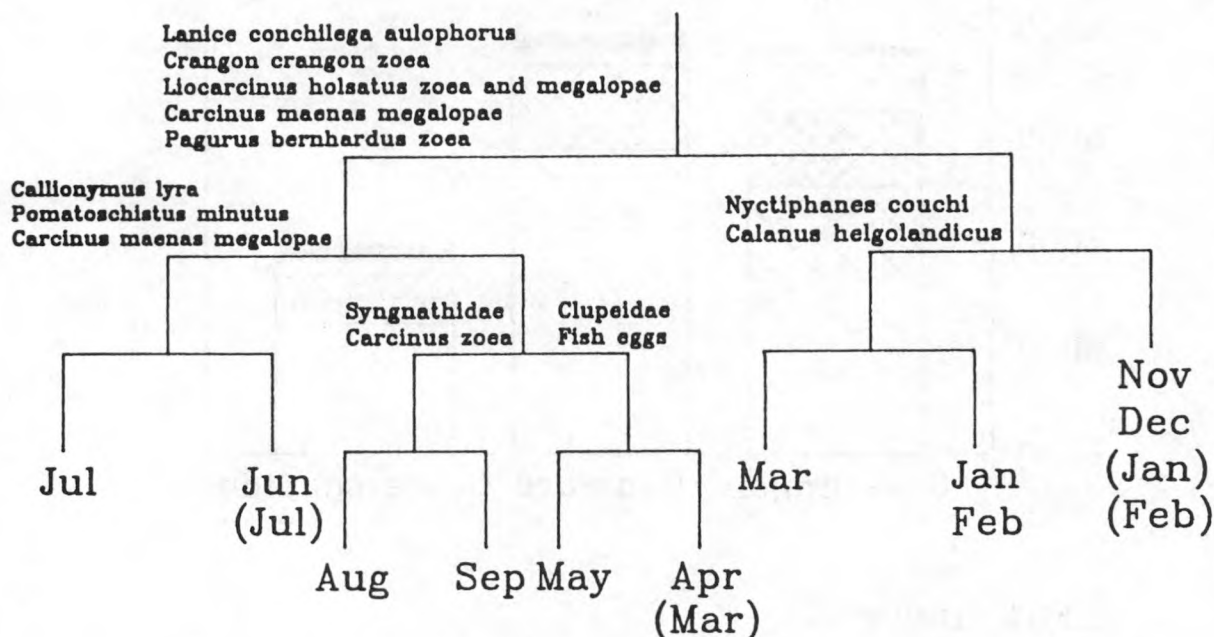 Lanice conchilega aulophorus
Crangon crangon zoea
Liocarcinus holsatus zoea and megalopae
Carcinus maenas megalopae
Pagurus bernhardus zoea
Callionymus lyra
Pomatoschistus minutus
Carcinus maenas megalopae
Nyctiphanes couchi
Calanus helgolandicus
Syngnathidae
Carcinus zoea
Clupeidae
Fish eggs
Jul
Jun
(Jul)
Aug
Sep
May
Apr
(Mar)
Mar
Jan
Feb
Nov
Dec
(Jan)
(Feb)